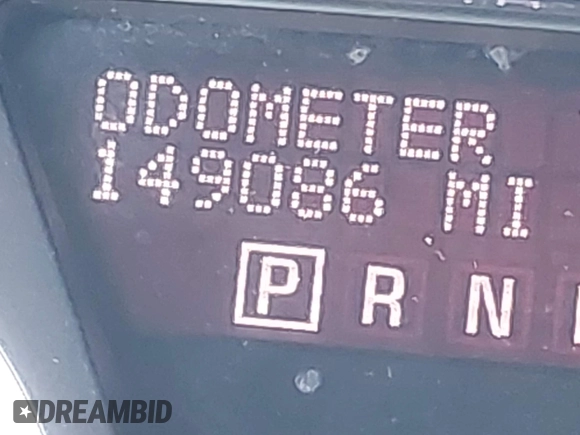 ODOMETER
149086 MI
P R N
DREAMBID